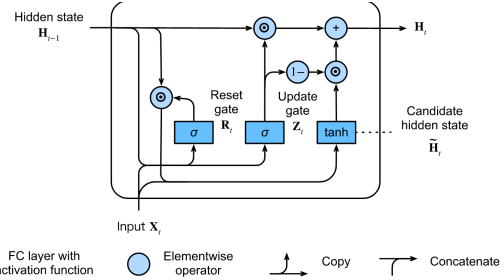 Hidden state
H_{t−1}
H_t
1−
Reset
gate
R_t
Update
gate
Z_t
Candidate
hidden state
H̃_t
σ
σ
tanh
Input X_t
FC layer with
activation function
Elementwise
operator
Copy
Concatenate
+